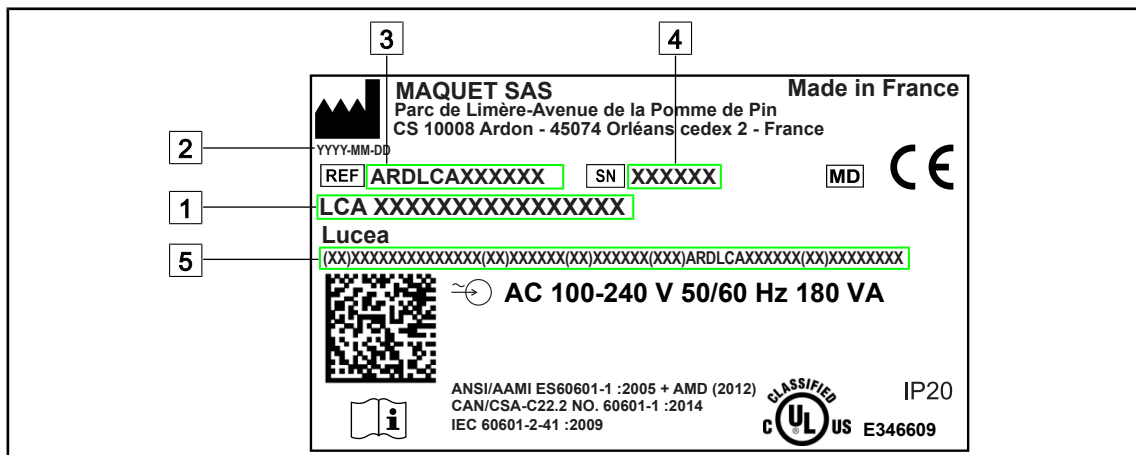 3 4
MAQUET SAS Made in France
Parc de Limère-Avenue de la Pomme de Pin
CS 10008 Ardon - 45074 Orléans cedex 2 - France
2 YYYY-MM-DD
REF ARDLCAXXXXXX SN XXXXXX MD CE
1 LCA XXXXXXXXXXXXXXXX
Lucea
5 (XX)XXXXXXXXXXXXXX(XX)XXXXXX(XX)XXXXXX(XXX)ARDLCAXXXXXX(XX)XXXXXXXX
AC 100-240 V 50/60 Hz 180 VA
ANSI/AAMI ES60601-1 :2005 + AMD (2012)
CAN/CSA-C22.2 NO. 60601-1 :2014
IEC 60601-2-41 :2009
i
CLASSIFIED
C UL ® US E346609
IP20